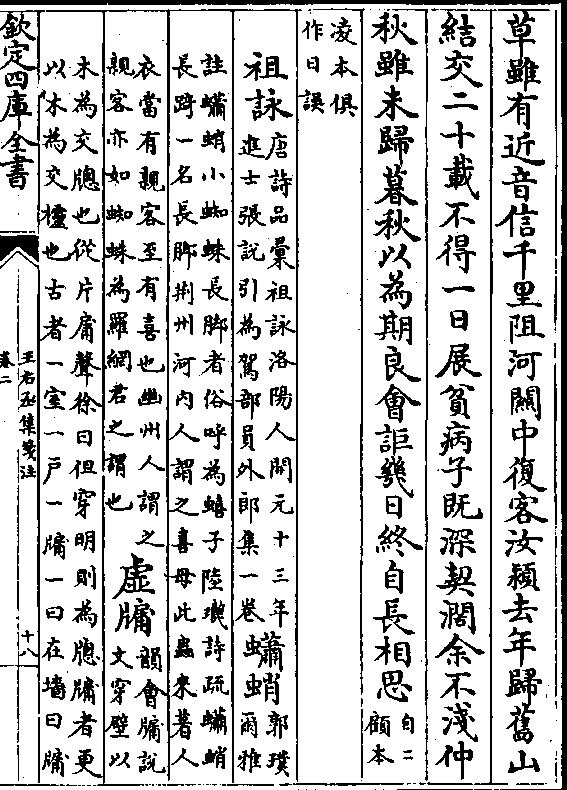 草雖有近音信千里阻河關中復客汝潁去年歸舊山
結交二十載不得一日展貧病子既深契闊余不淺仲
秋雖未歸暮秋以為期良會詎幾日終自長相思自二
顧本
凌本俱
作日誤
祖詠唐詩品彙祖詠洛陽人開元十三年
進士張說引為駕部員外郎集一卷
蠨蛸郭璞
爾雅
註蠨蛸小蜘蛛長脚者俗呼為蟢子陸璣詩疏蠨蛸
長踦一名長脚荊州河內人謂之喜母此蟲來著人
衣當有親客至有喜也幽州人謂之
親客亦如蜘蛛為羅網居之謂也
虛牖韻會牖說
文穿壁以
木為交牕也從片庸聲徐曰但穿明則為牕牖者更
以木為交櫺也古者一室一戶一牖一曰在墻曰牖
欽定四庫全書
王右丞集箋注
卷二
十八